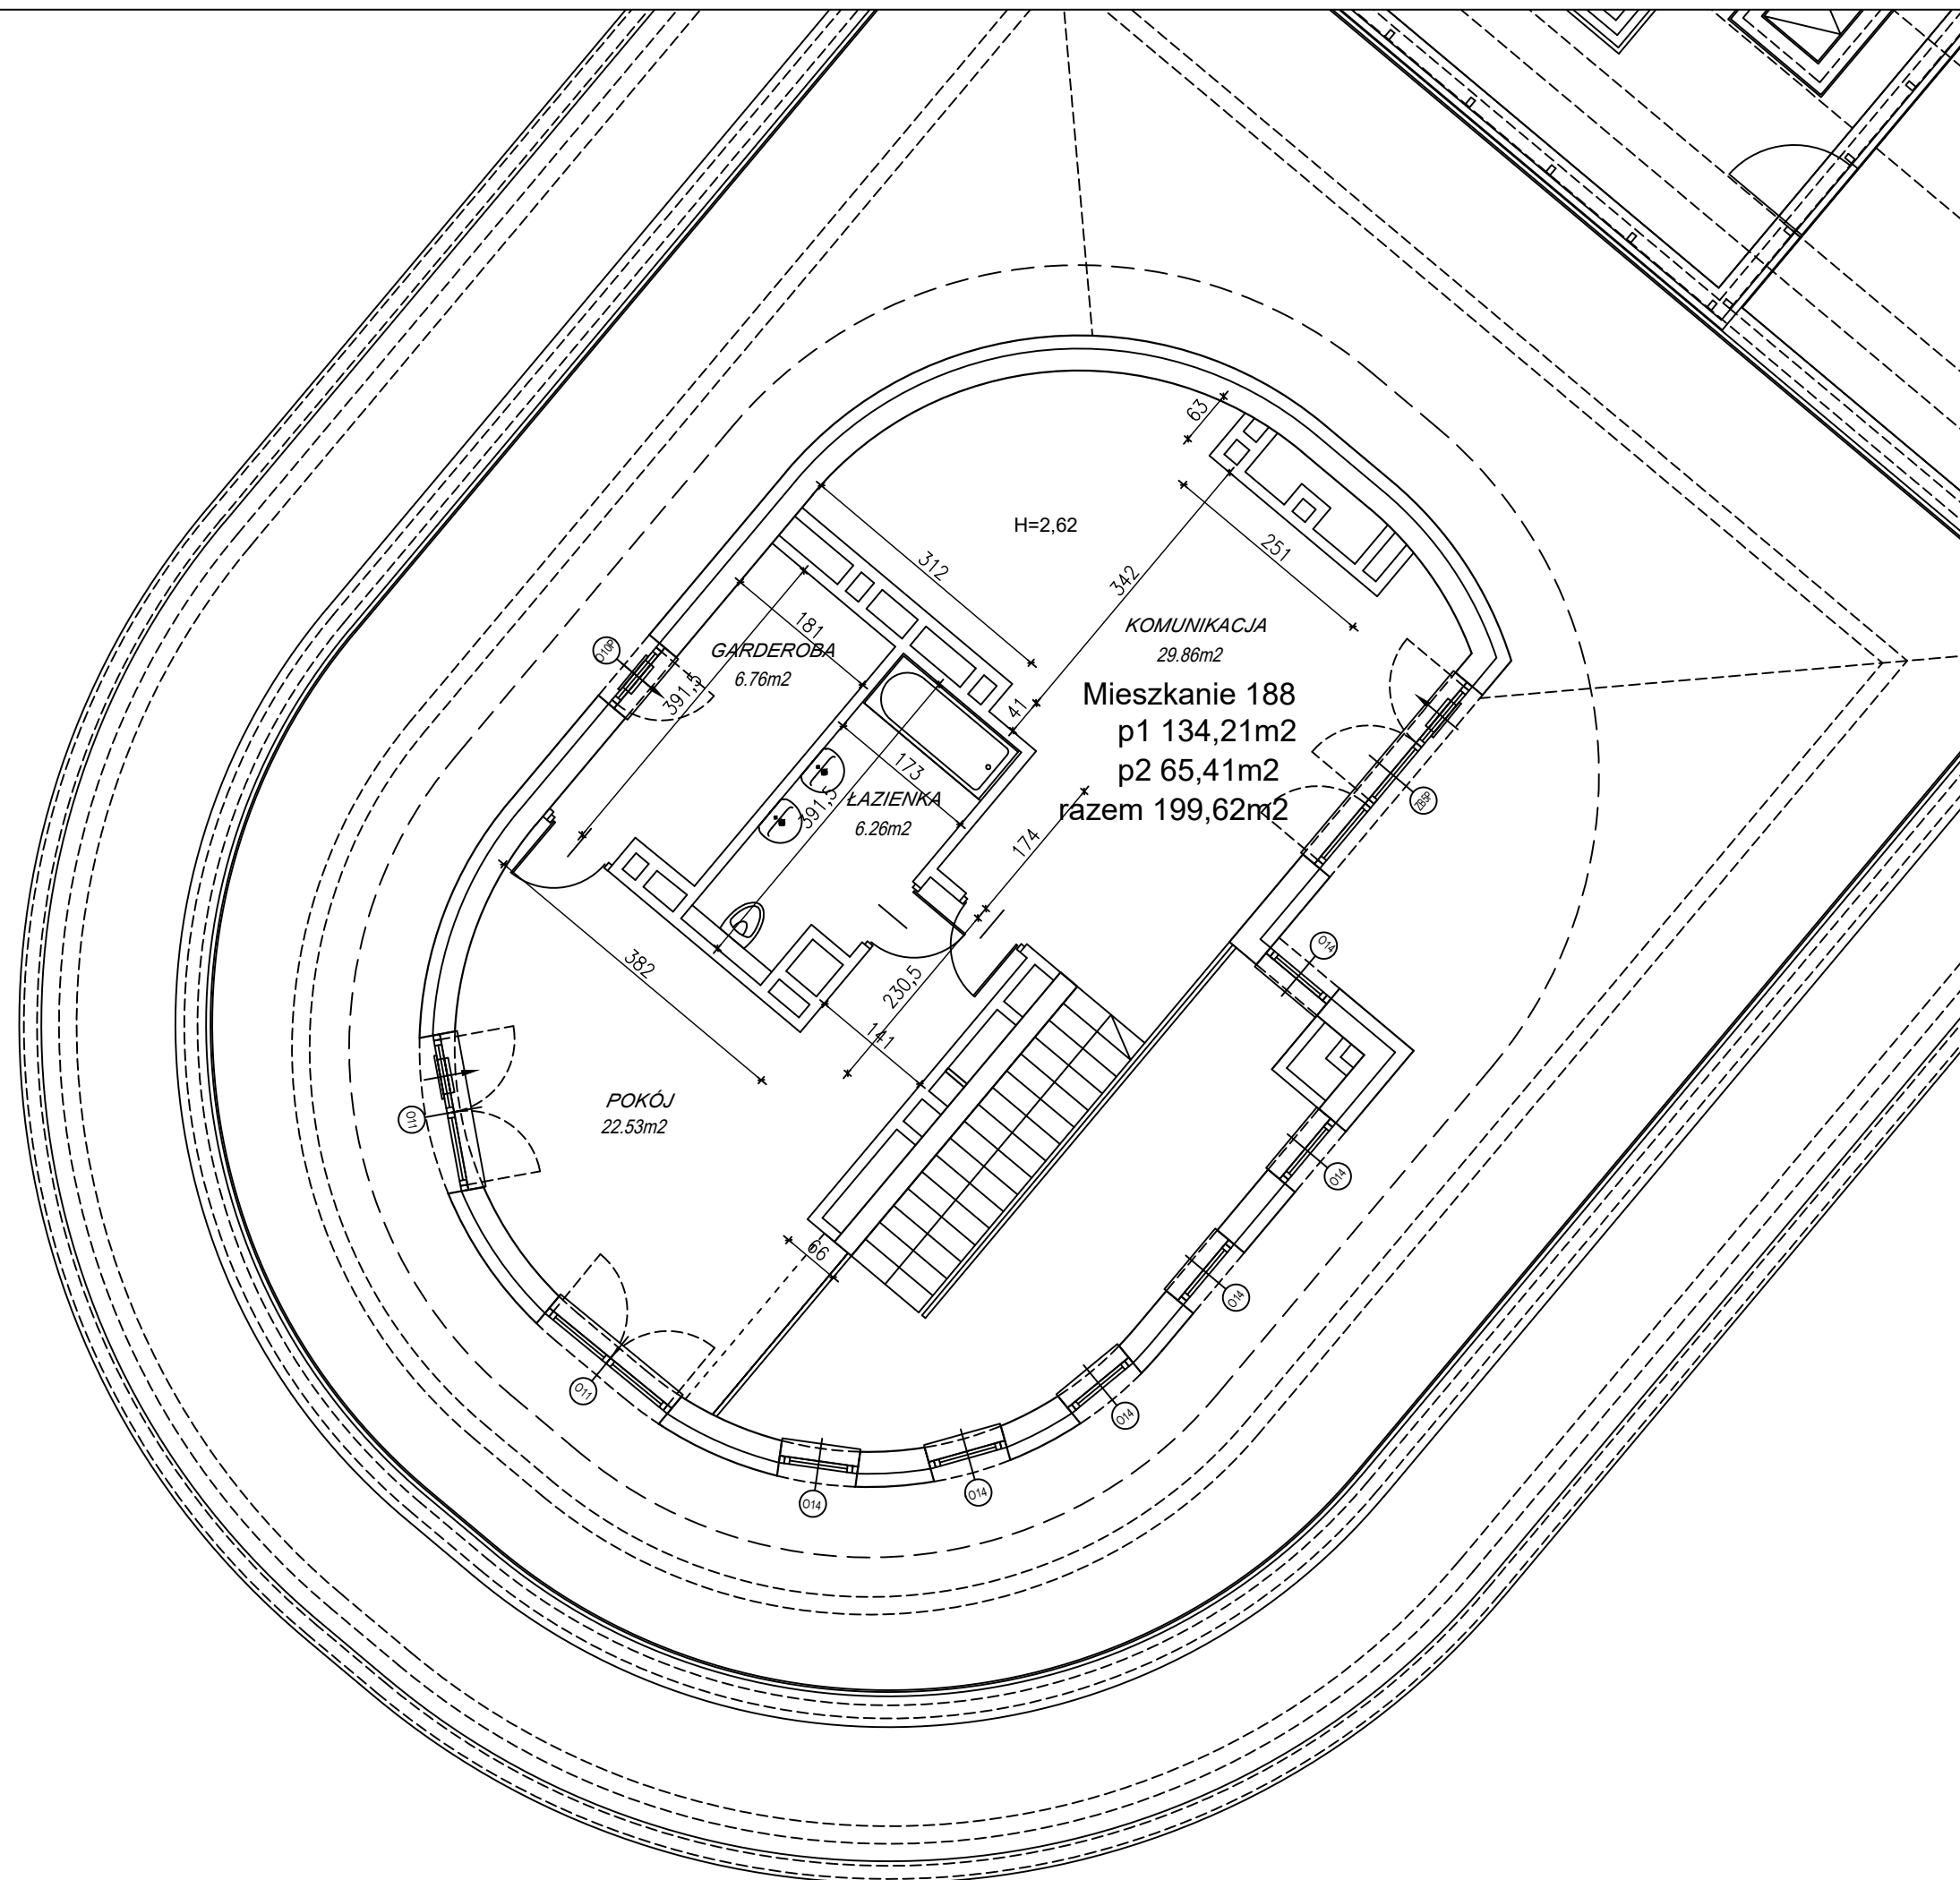 63
H=2,62
312
251
342
KOMUNIKACJA
29.86m2
181
GARDEROBA
6.76m2
O10P
391,5
41
Mieszkanie 188
p1 134,21m2
p2 65,41m2
razem 199,62m2
173
ŁAZIENKA
6.26m2
391,5
ZB5P
174
O14
382
230,5
141
POKÓJ
22.53m2
O11
O14
66
O14
O11
O14
O14
O14